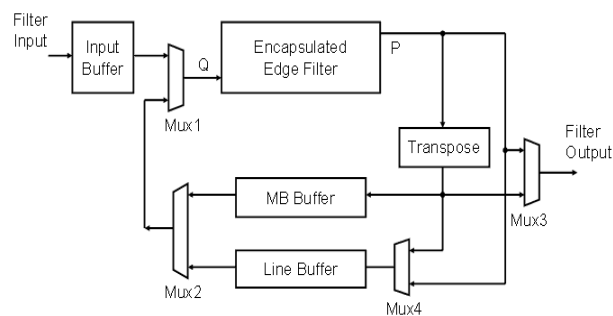 Filter
Input
Input
Buffer
Mux1
Q
Encapsulated
Edge Filter
P
Transpose
Filter
Output
Mux3
MB Buffer
Line Buffer
Mux2
Mux4